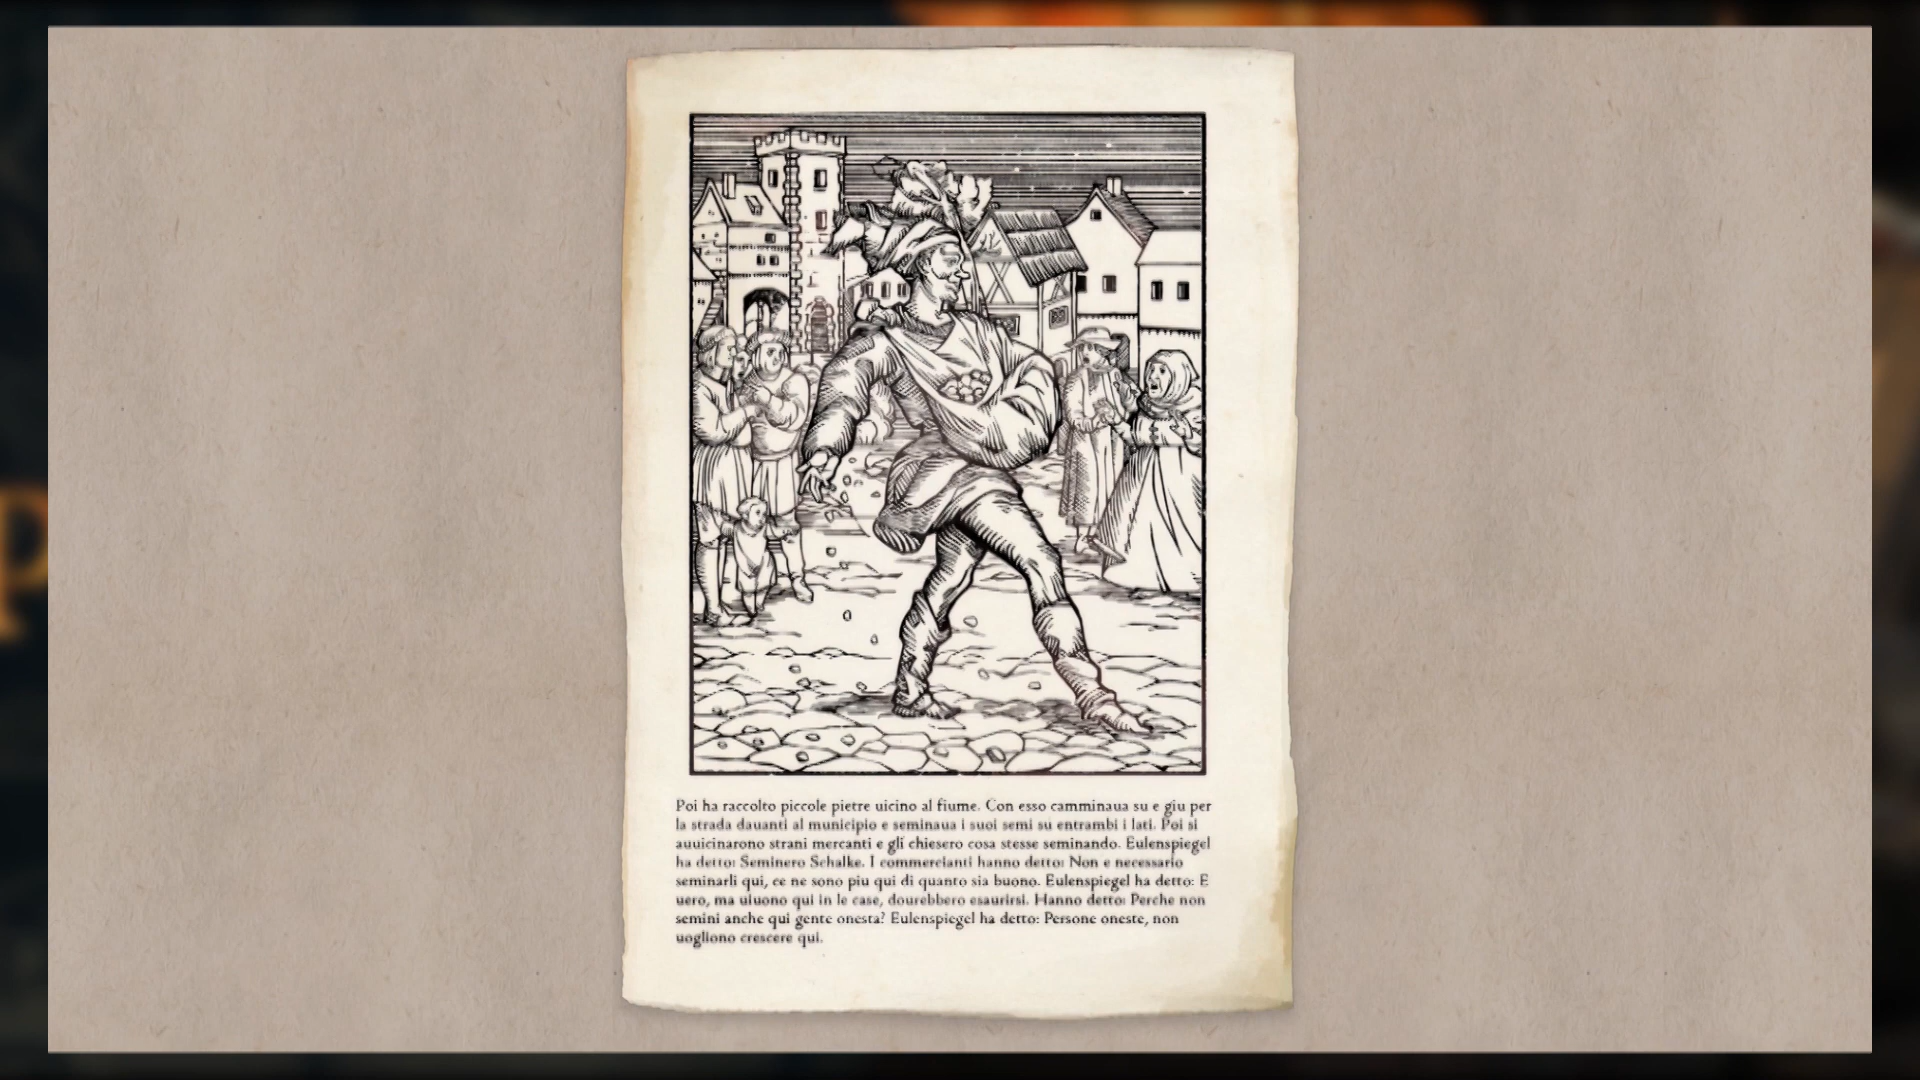 Poi ha raccolto piccole pietre uicino al fiume. Con esso camminaua su e giu per
la strada dauanti al municipio e seminaua i suoi semi su entrambi i lati. Poi si
auuicinarono strani mercanti e gli chiesero cosa stesse seminando. Eulenspiegel
ha detto: Seminero Schalke. I commercianti hanno detto: Non e necessario
seminarli qui, ce ne sono piu qui di quanto sia buono. Eulenspiegel ha detto: E
uero, ma uiuono qui in le case, dourebbero esaurirsi. Hanno detto: Perche non
semini anche qui gente onesta? Eulenspiegel ha detto: Persone oneste, non
uogliono crescere qui.